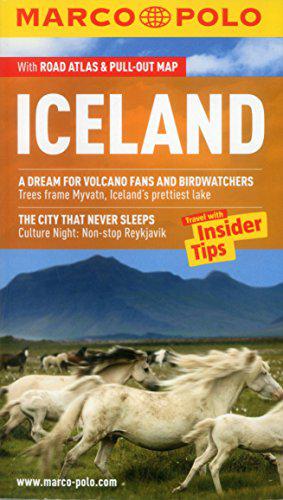 MARCO POLO
With ROAD ATLAS & PULL-OUT MAP
ICELAND
A DREAM FOR VOLCANO FANS AND BIRDWATCHERS
Trees frame Myvatn, Iceland's prettiest lake
THE CITY THAT NEVER SLEEPS
Culture Night: Non-stop Reykjavik
Travel with
Insider
Tips
www.marco-polo.com